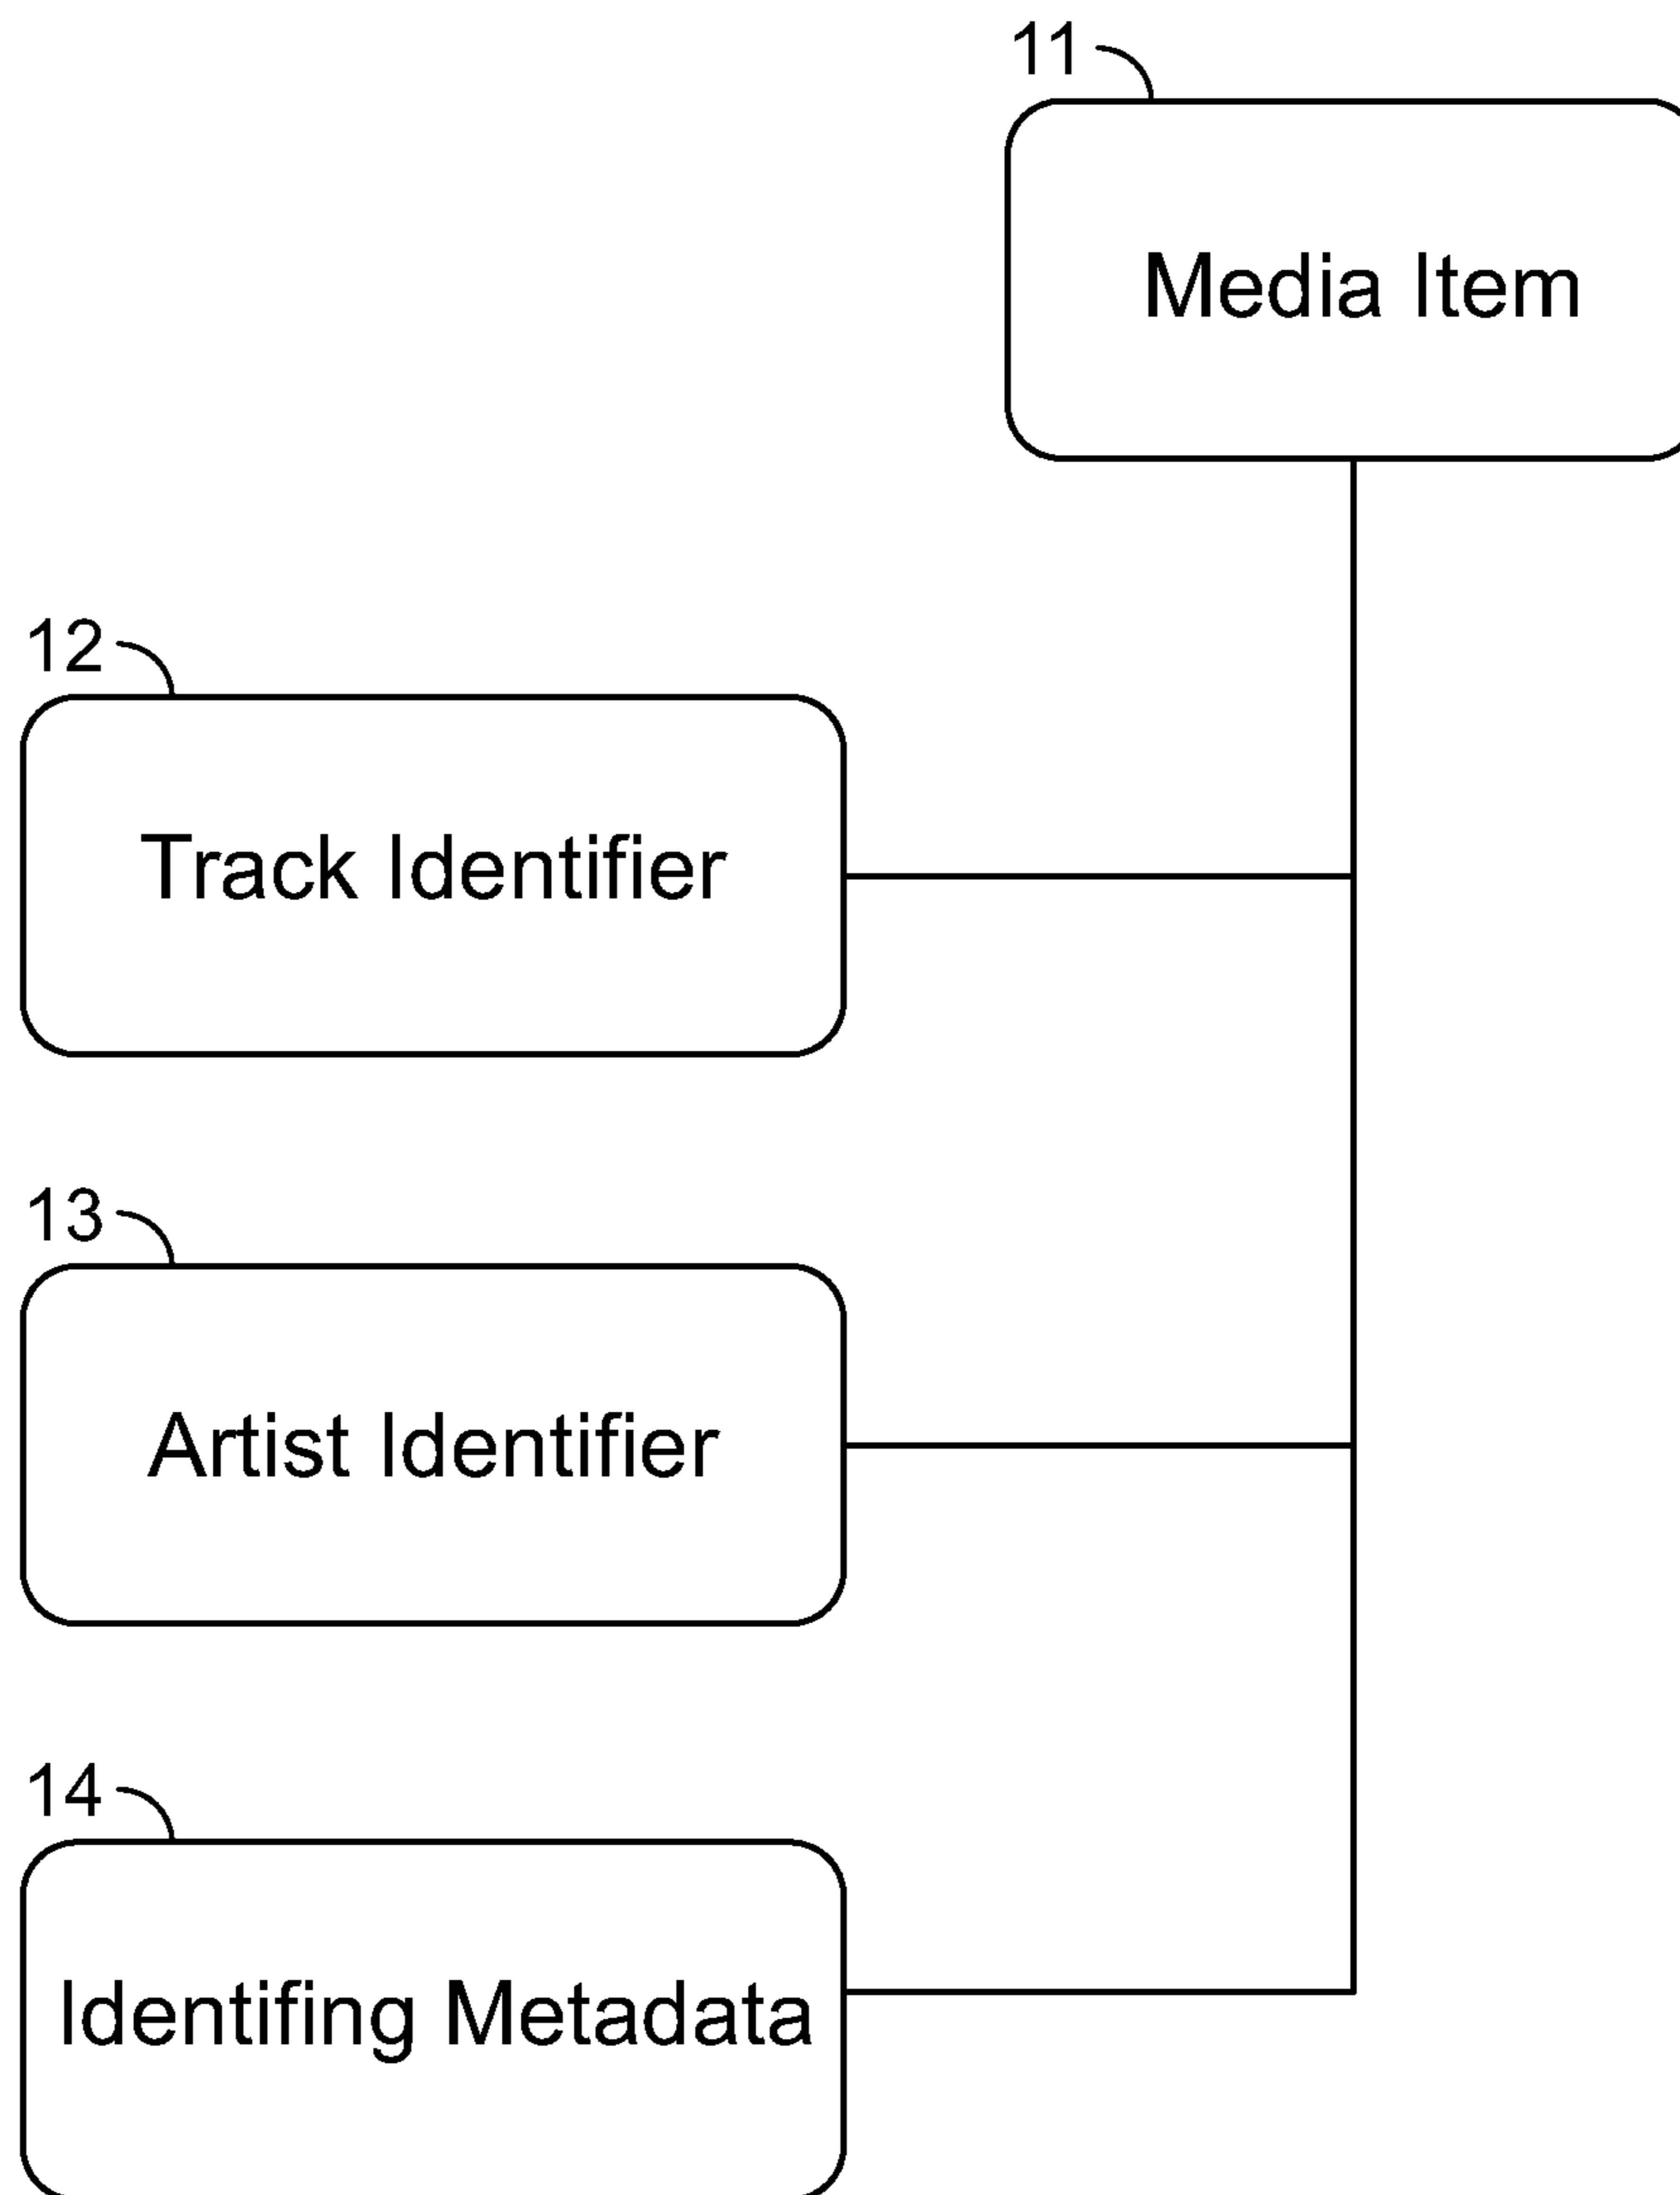 11
Media Item
12
Track Identifier
13
Artist Identifier
14
Identifing Metadata